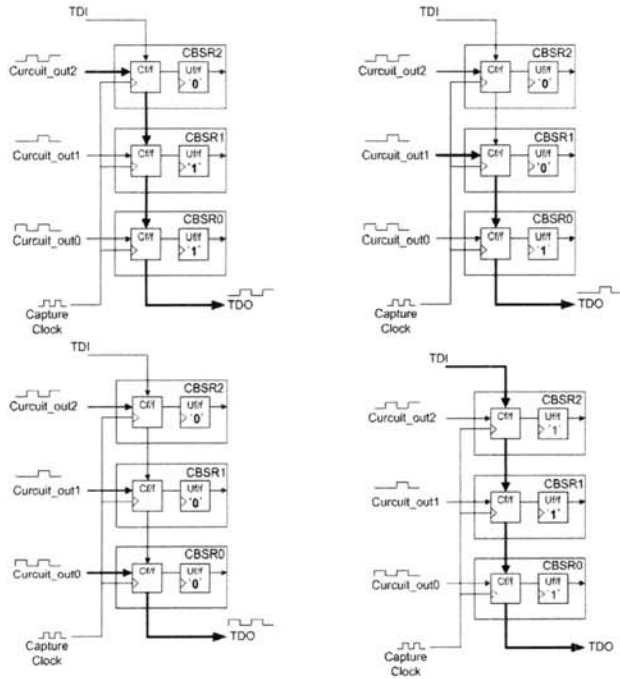 TDI
CBSR2
Curcuit_out2
Cf/f
Uf/f
'0'
CBSR1
Curcuit_out1
Cf/f
Uf/f
'1'
CBSR0
Curcuit_out0
Cf/f
Uf/f
'1'
Capture
Clock
TDO
TDI
CBSR2
Curcuit_out2
Cf/f
Uf/f
'0'
CBSR1
Curcuit_out1
Cf/f
Uf/f
'0'
CBSR0
Curcuit_out0
Cf/f
Uf/f
'1'
Capture
Clock
TDO
TDI
CBSR2
Curcuit_out2
Cf/f
Uf/f
'0'
CBSR1
Curcuit_out1
Cf/f
Uf/f
'0'
CBSR0
Curcuit_out0
Cf/f
Uf/f
'0'
Capture
Clock
TDO
TDI
CBSR2
Curcuit_out2
Cf/f
Uf/f
'1'
CBSR1
Curcuit_out1
Cf/f
Uf/f
'1'
CBSR0
Curcuit_out0
Cf/f
Uf/f
'1'
Capture
Clock
TDO